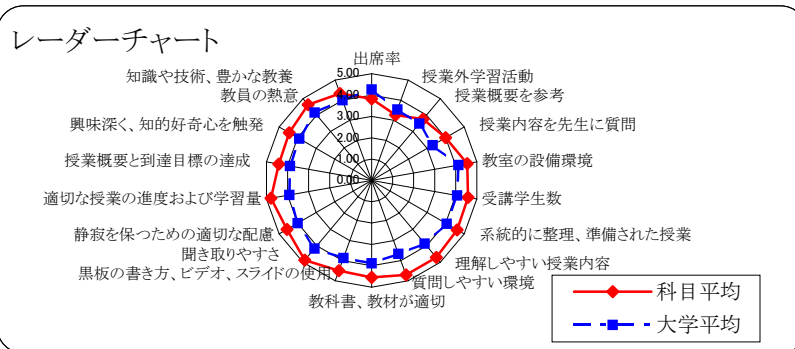 レーダーチャート
出席率
授業外学習活動
授業概要を参考
授業内容を先生に質問
教室の設備環境
受講学生数
系統的に整理、準備された授業
理解しやすい授業内容
質問しやすい環境
教科書、教材が適切
黒板の書き方、ビデオ、スライドの使用
聞き取りやすさ
静寂を保つための適切な配慮
適切な授業の進度および学習量
授業概要と到達目標の達成
興味深く、知的好奇心を触発
教員の熱意
知識や技術、豊かな教養
5.00
4.00
3.00
2.00
1.00
0.00
科目平均
大学平均